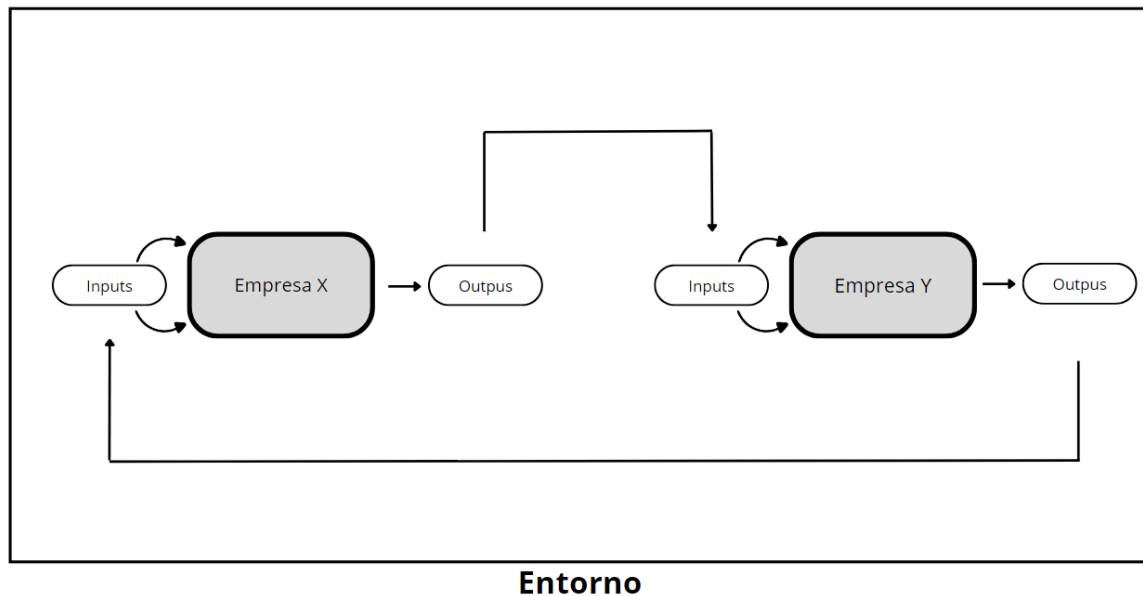 Inputs
Empresa X
Outpus
Inputs
Empresa Y
Outpus
Entorno